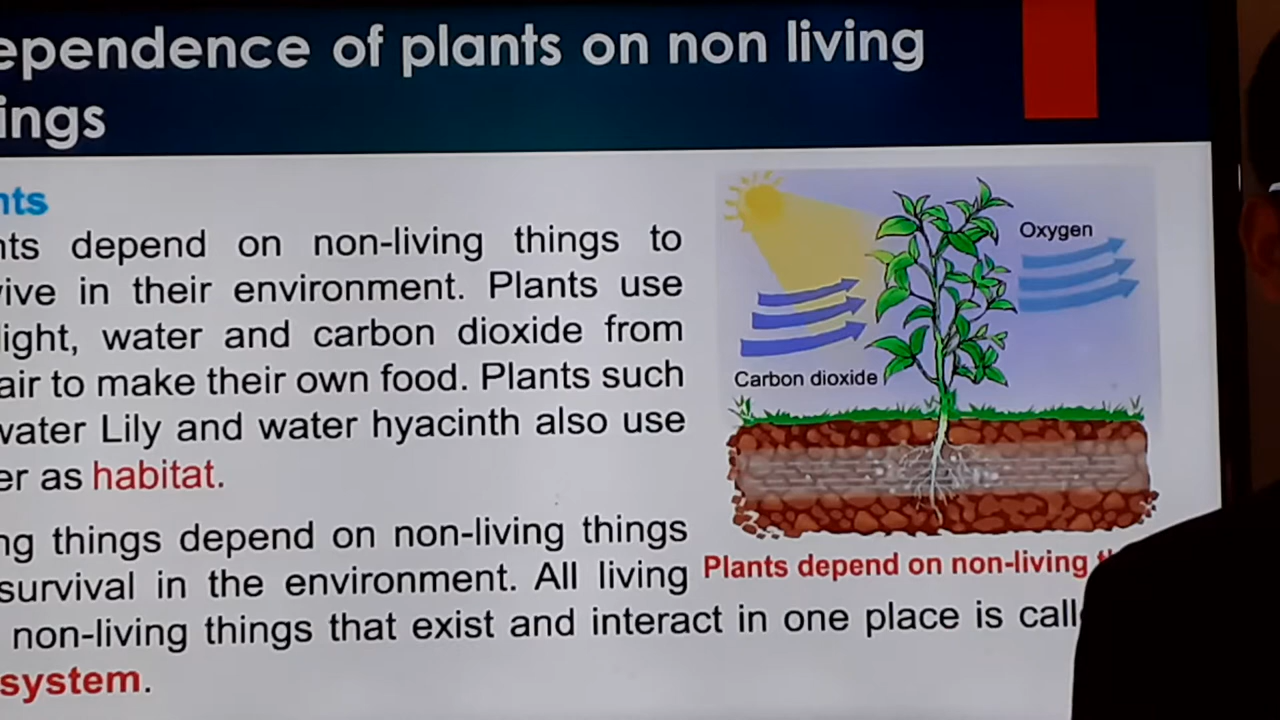 ependence of plants on non living
ings
nts
nts depend on non-living things to
vive in their environment. Plants use
light, water and carbon dioxide from
air to make their own food. Plants such
water Lily and water hyacinth also use
er as habitat.
ng things depend on non-living things
survival in the environment. All living
non-living things that exist and interact in one place is call
system.
Oxygen
Carbon dioxide
Plants depend on non-living